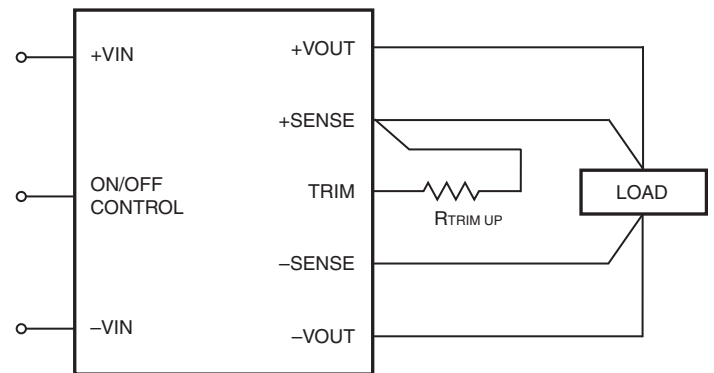 +VIN
ON/OFF
CONTROL
–VIN
+VOUT
+SENSE
TRIM
–SENSE
–VOUT
RTRIM UP
LOAD